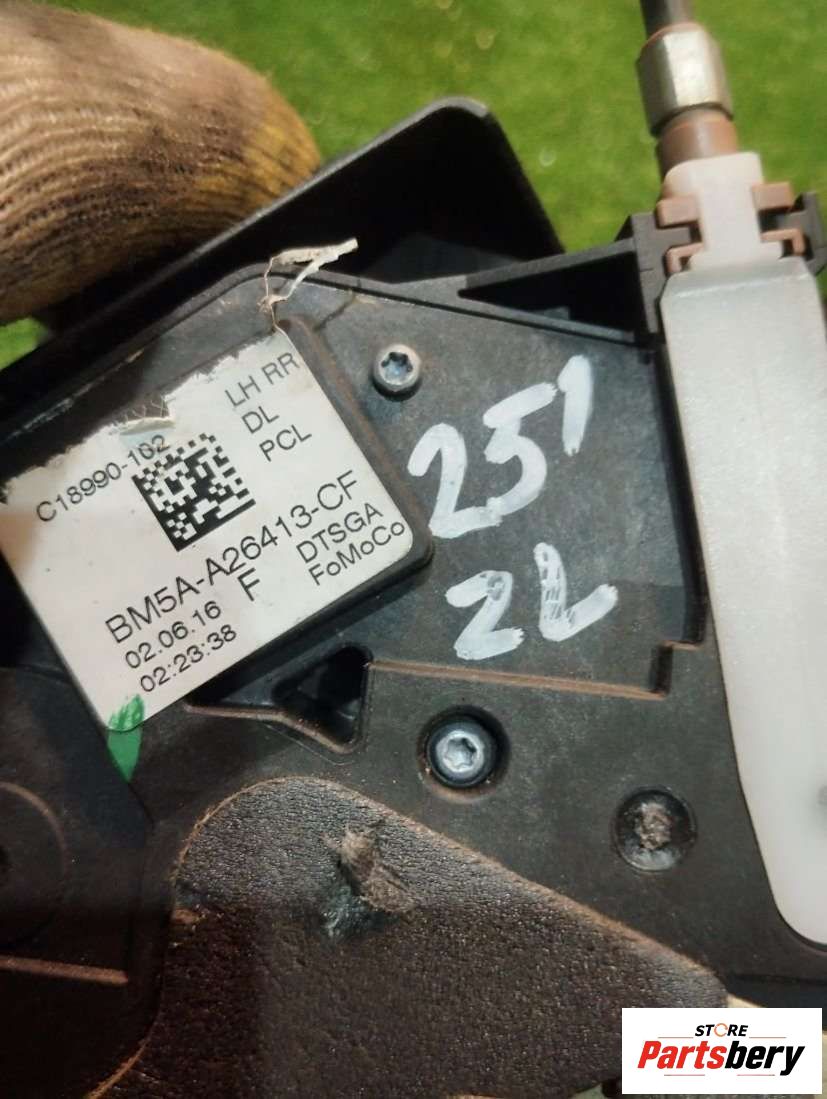 LH RR
DL
PCL
C18990-102
BM5A-A26413-CF
02.06.16 F DTSGA
02:23:38 FoMoCo
251
2L
STORE
Partsbery